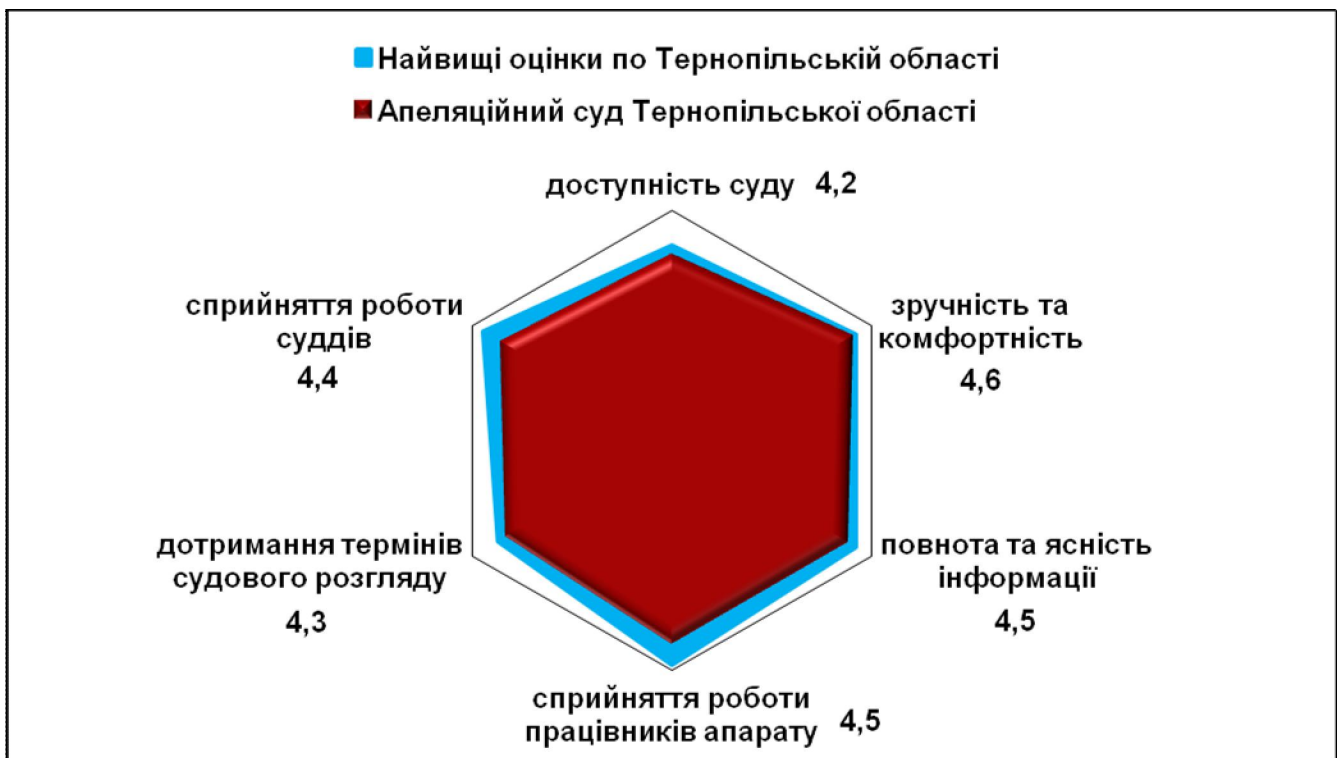 Найвищі оцінки по Тернопільській області
Апеляційний суд Тернопільської області
доступність суду 4,2
зручність та
комфортність
4,6
повнота та ясність
інформації
4,5
сприйняття роботи
працівників апарату 4,5
дотримання термінів
судового розгляду
4,3
сприйняття роботи
суддів
4,4